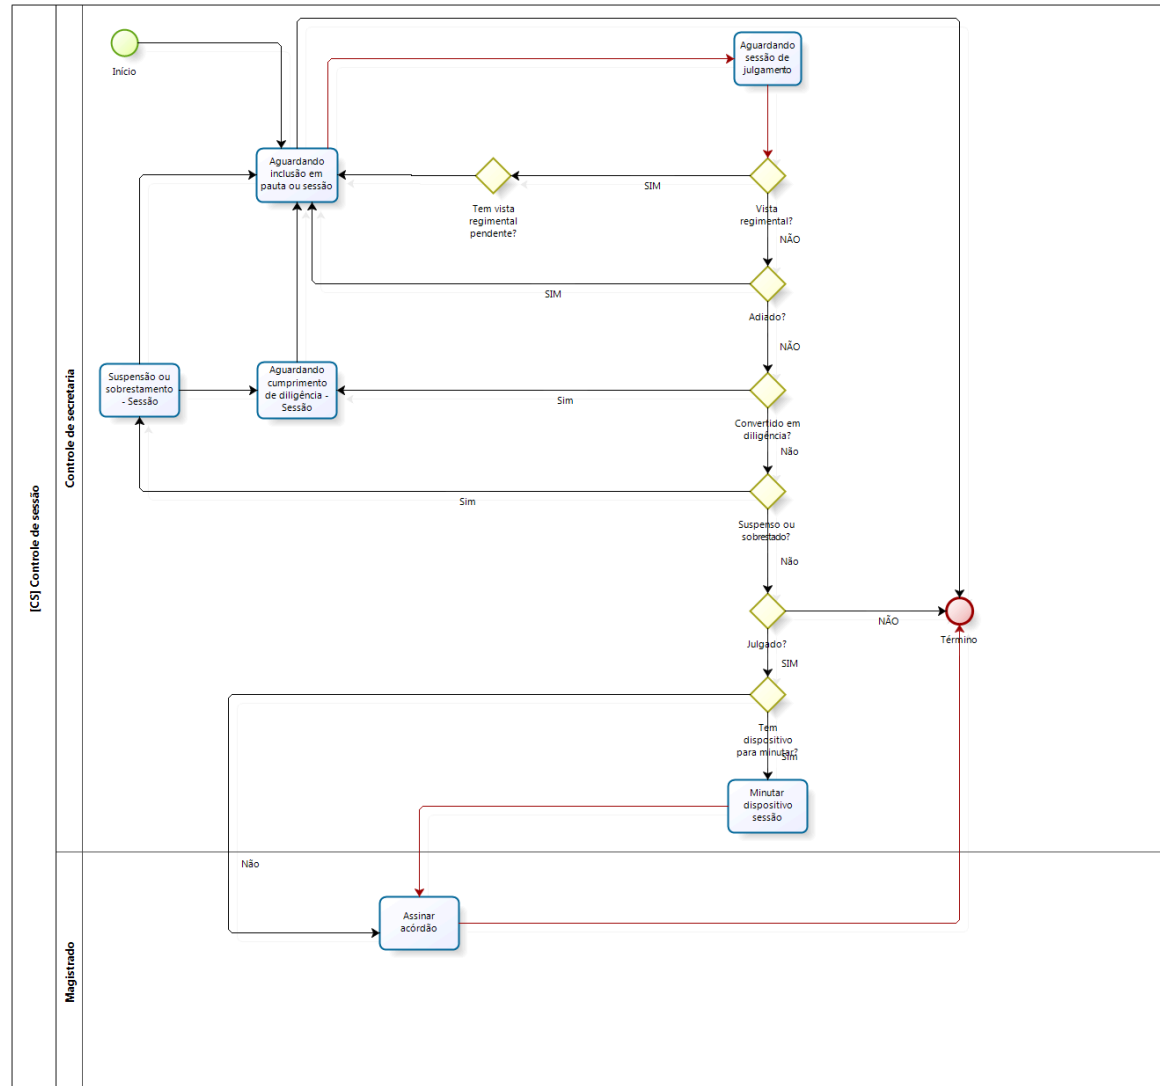 [CS] Controle de sessão
Controle de secretaria
Início
Aguardando
sessão de
julgamento
Aguardando
inclusão em
pauta ou sessão
Tem vista
regimental
pendente?
SIM
Vista
regimental?
NÃO
SIM
Adiado?
NÃO
Suspensão ou
sobrestamento
- Sessão
Aguardando
cumprimento
de diligência -
Sessão
Sim
Convertido em
diligência?
Não
Sim
Suspenso ou
sobrestado?
Não
Julgado?
NÃO
Término
SIM
Tem
dispositivo
para minutar?
Sim
Minutar
dispositivo
sessão
Não
Magistrado
Assinar
acórdão